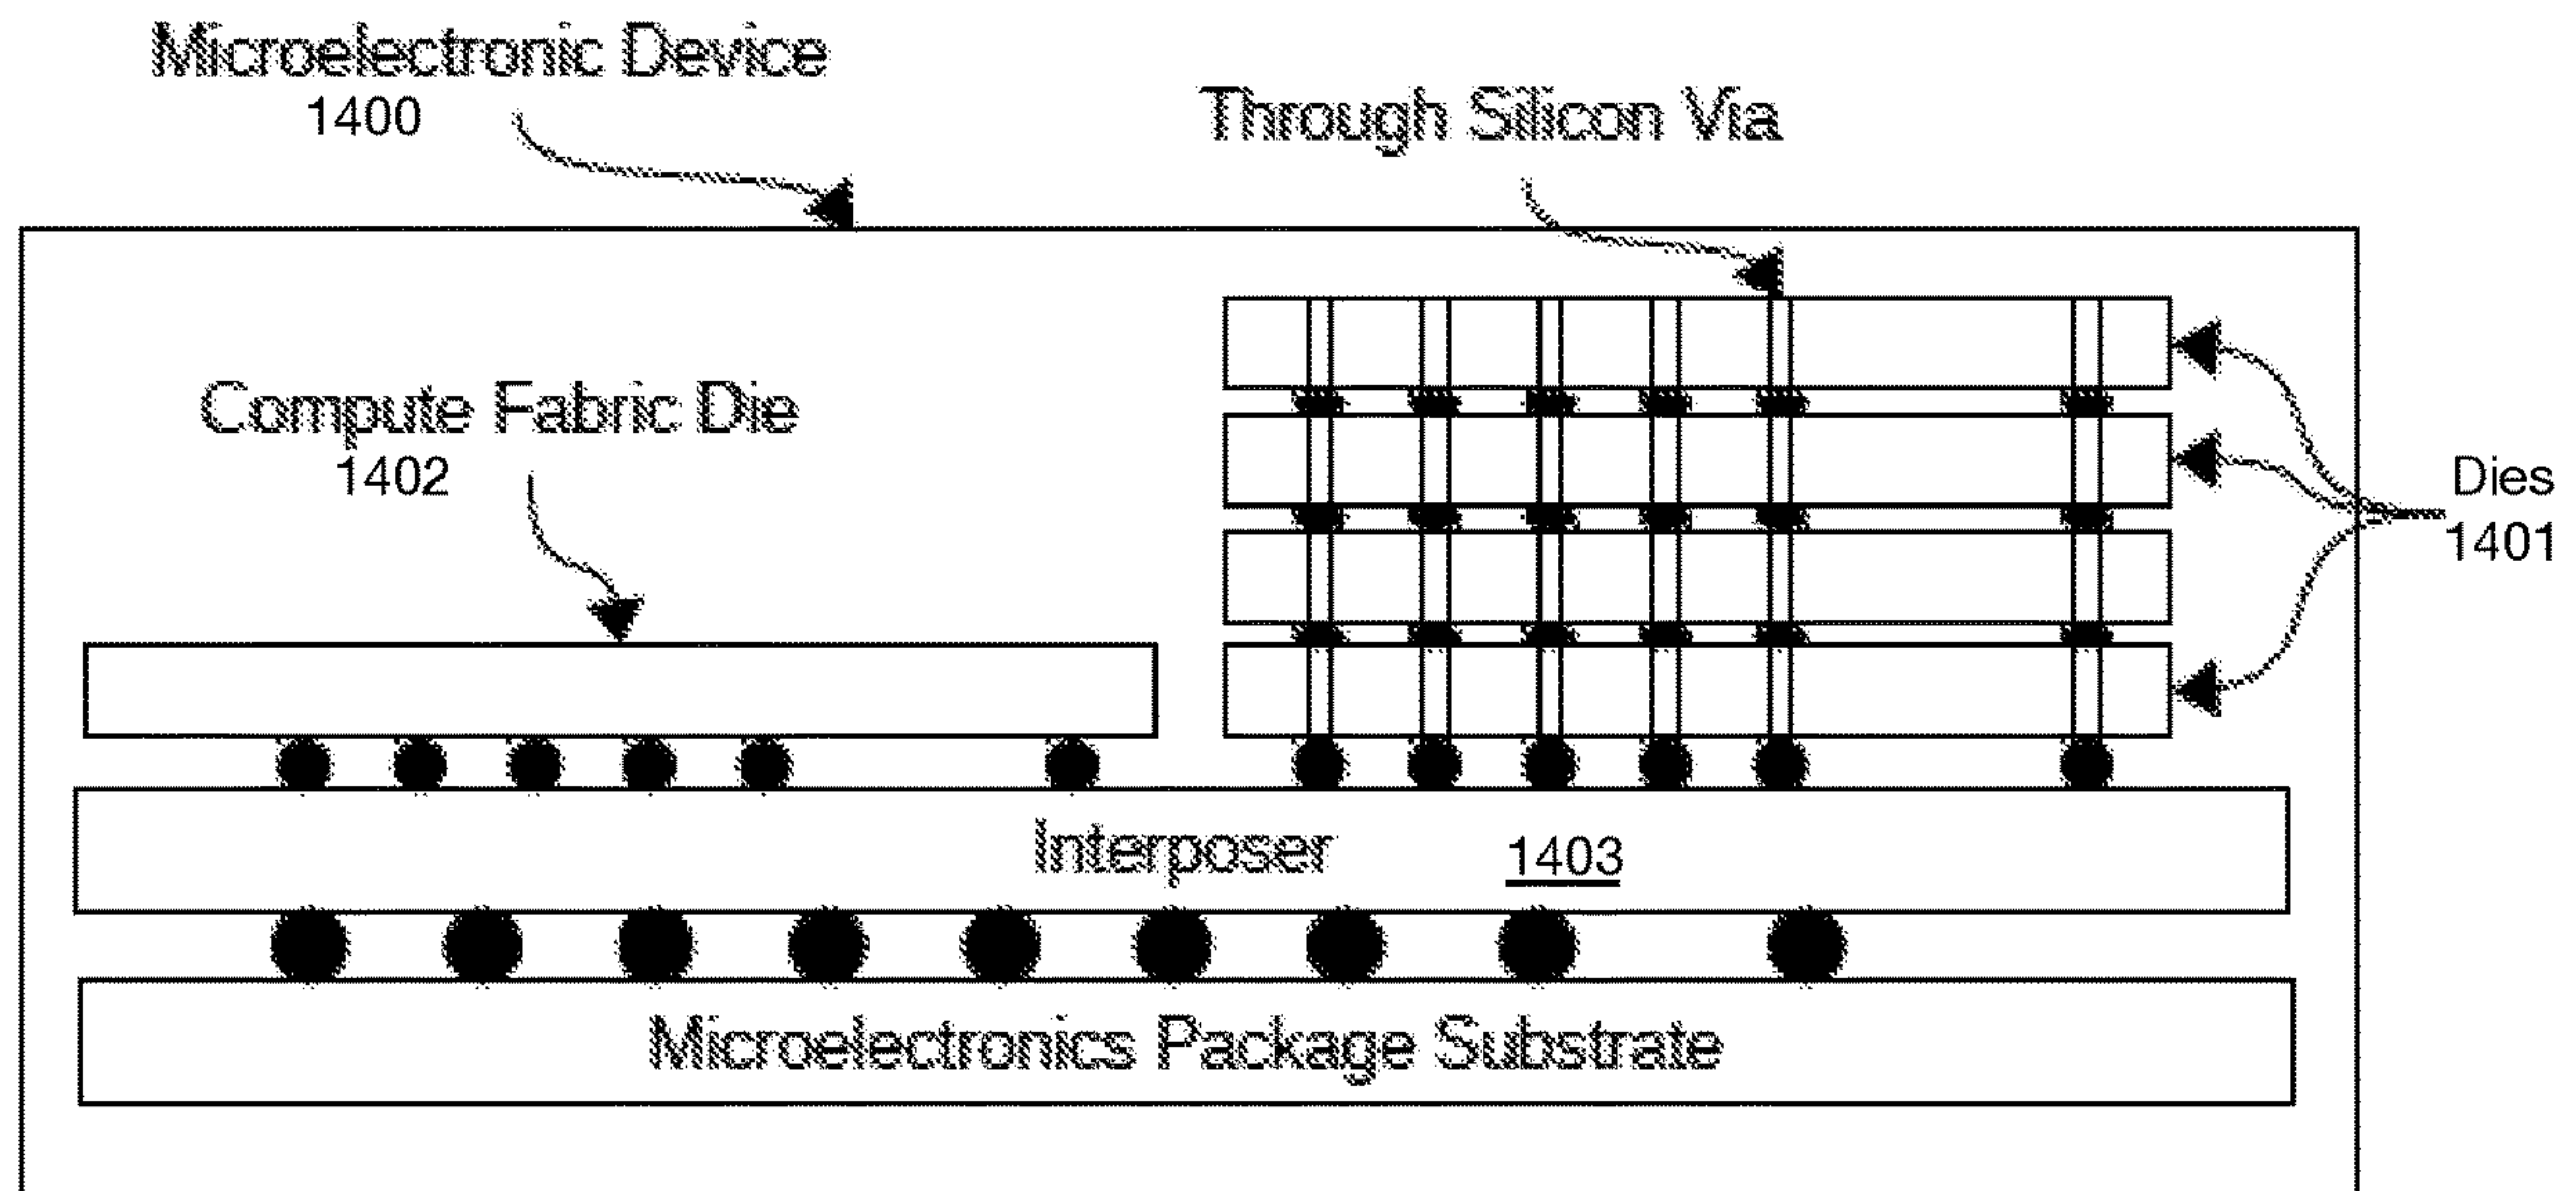 Microelectronic Device
1400
Through Silicon Via
Compute Fabric Die
1402
Dies
1401
Interposer 1403
Microelectronics Package Substrate